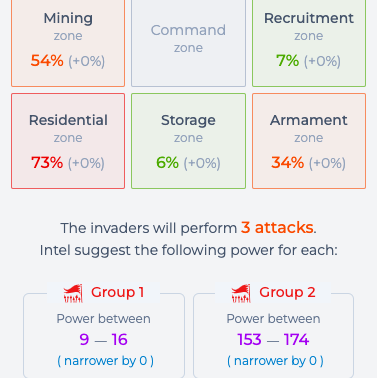 Mining
zone
54% (+0%)
Command
zone
Recruitment
zone
7% (+0%)
Residential
zone
73% (+0%)
Storage
zone
6% (+0%)
Armament
zone
34% (+0%)
The invaders will perform 3 attacks.
Intel suggest the following power for each:
Group 1
Power between
9 — 16
( narrower by 0 )
Group 2
Power between
153 — 174
( narrower by 0 )